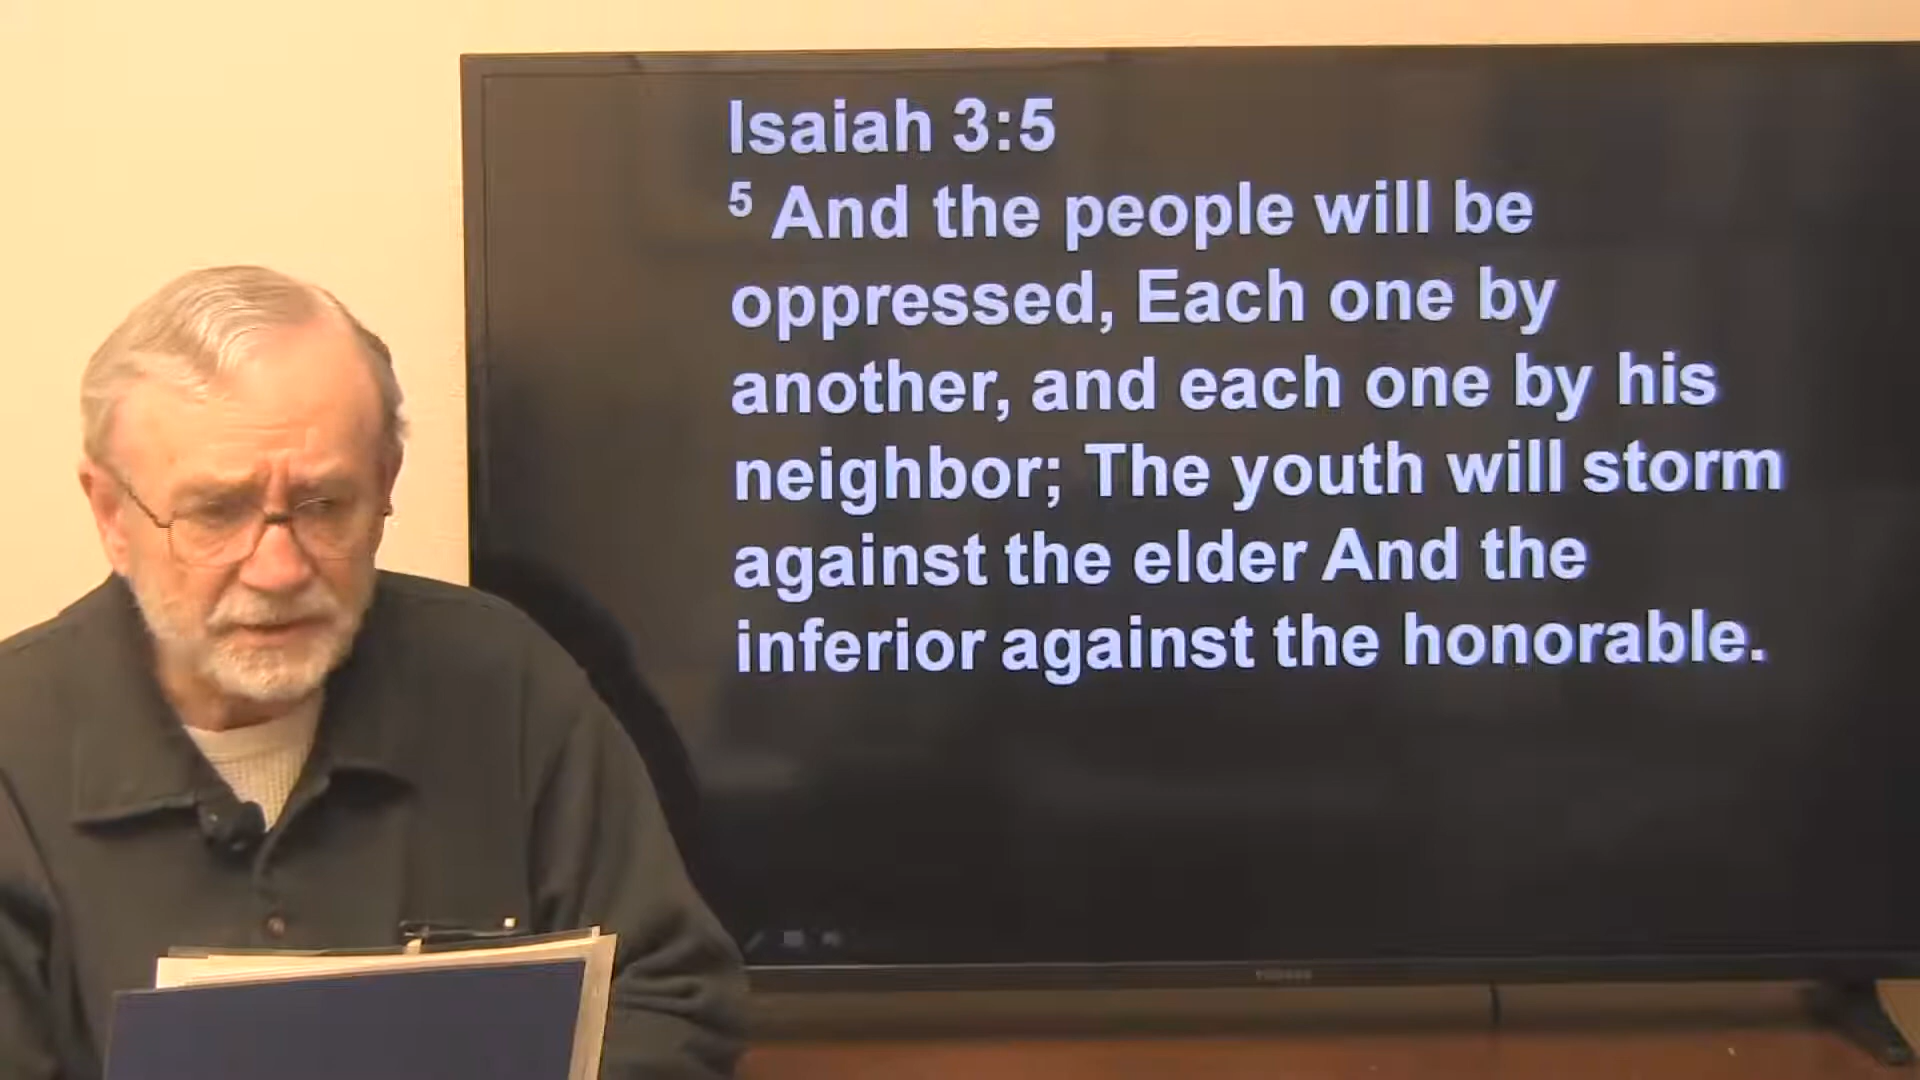 Isaiah 3:5
5 And the people will be
oppressed, Each one by
another, and each one by his
neighbor; The youth will storm
against the elder And the
inferior against the honorable.